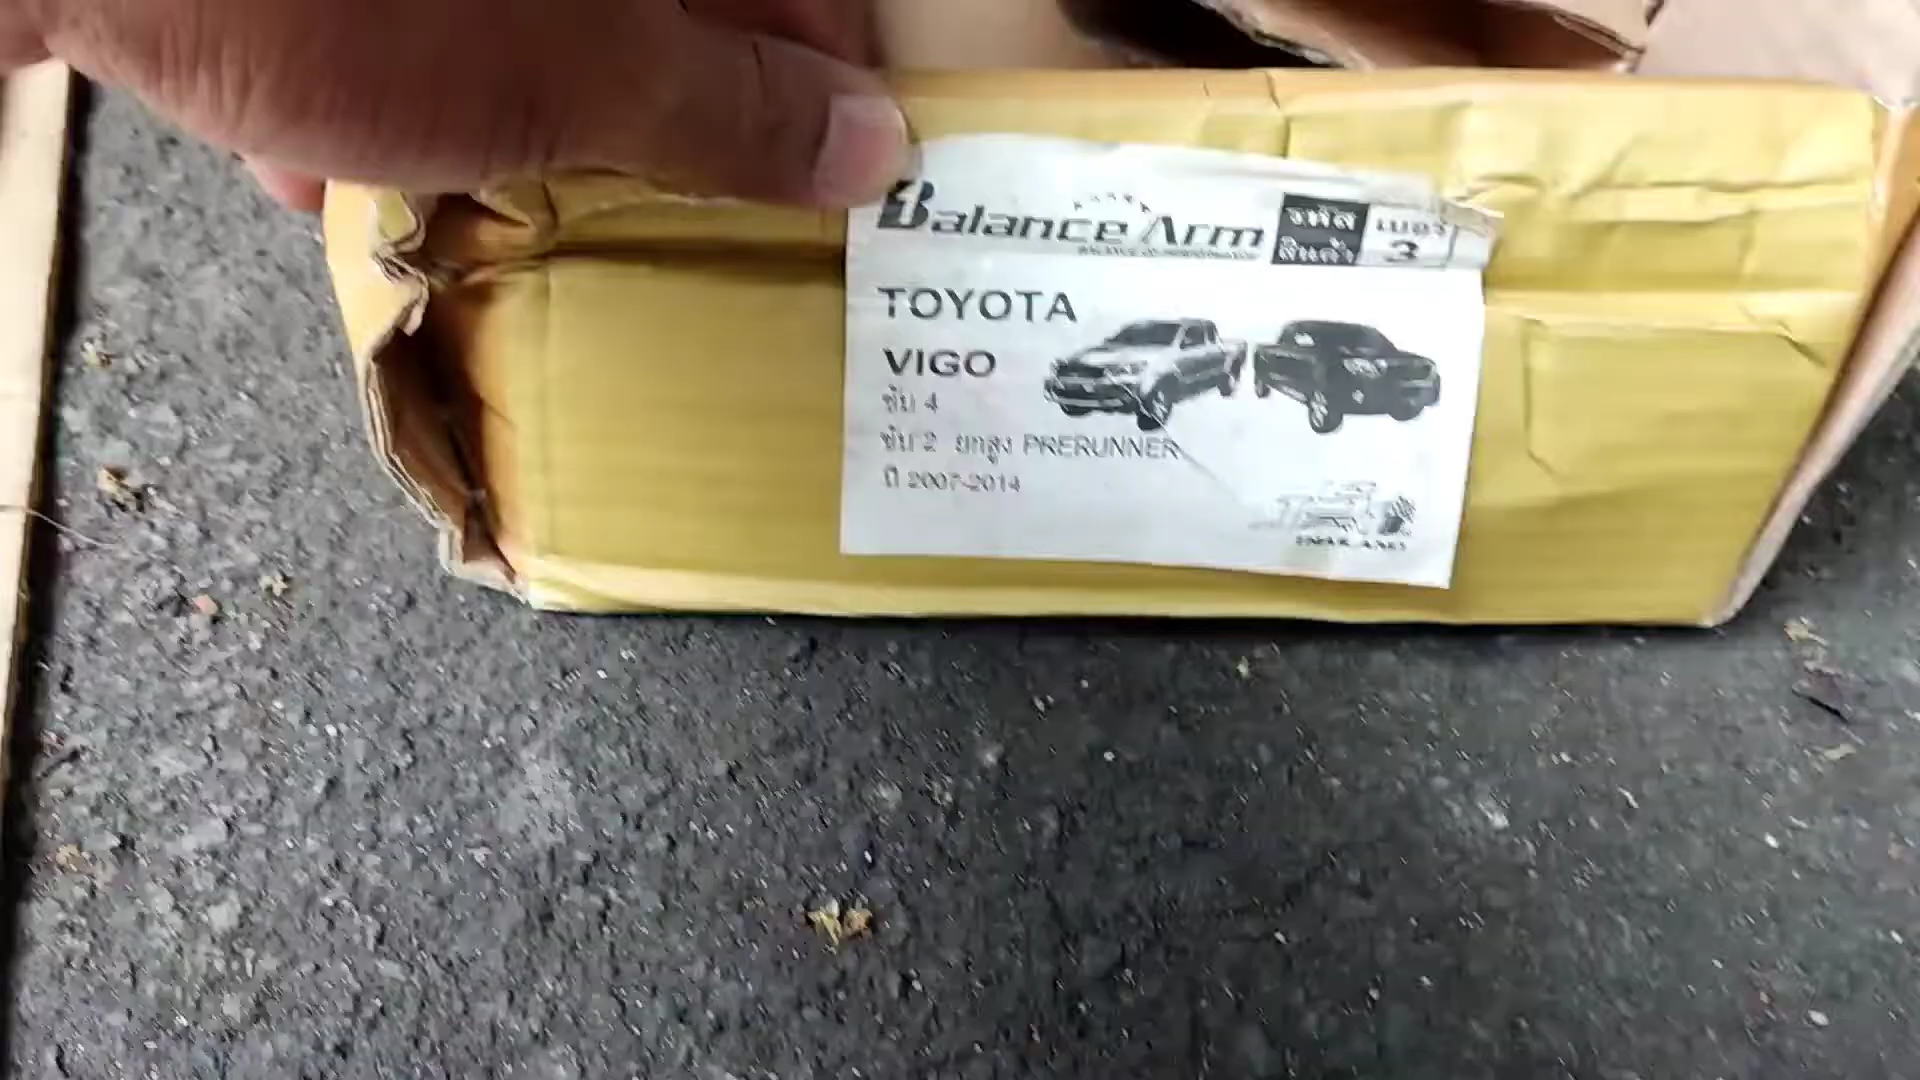 Balance Arm
รหัส
สินค้า
เบอร์
3
TOYOTA
VIGO
ขับ 4
ขับ 2 ยกสูง PRERUNNER
ปี 2007-2014